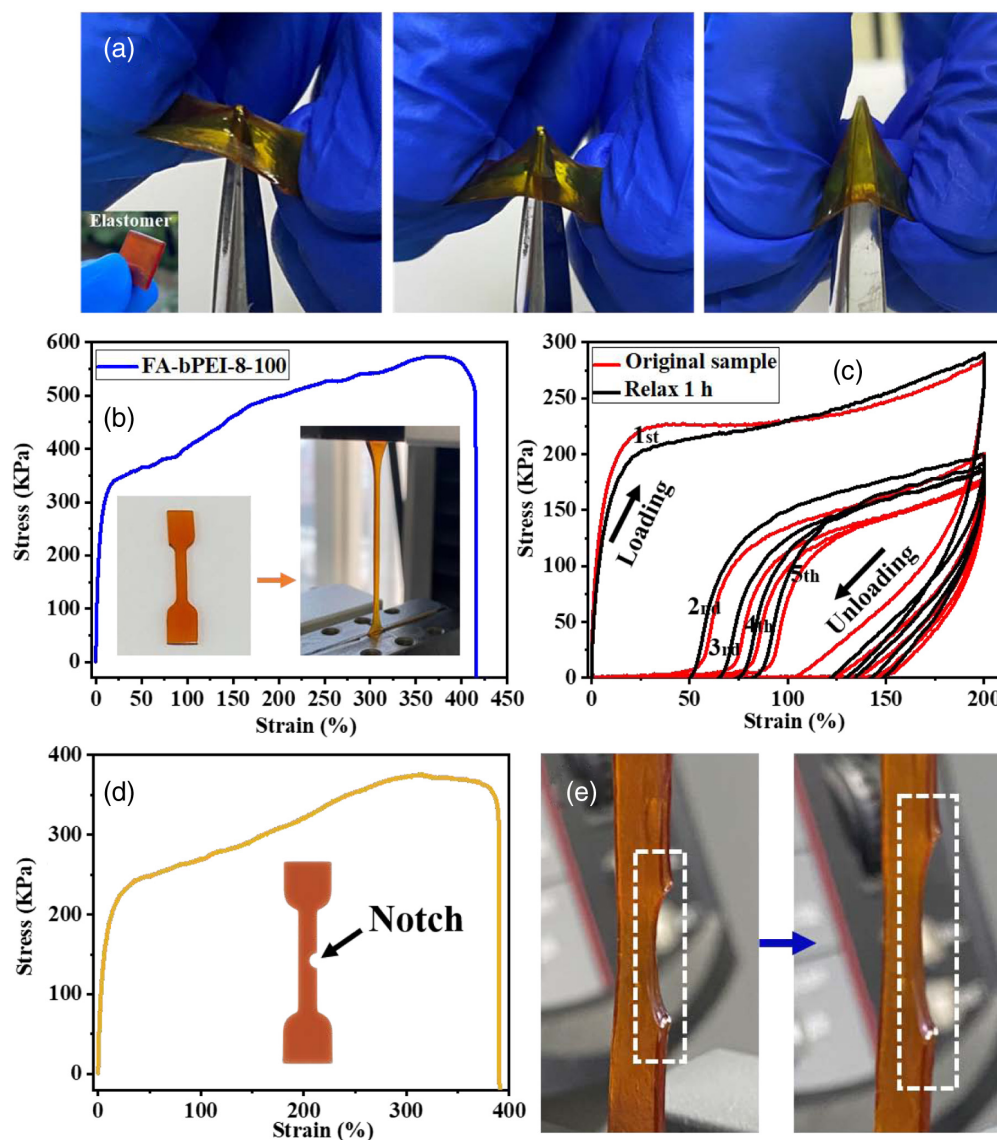 (a)
Elastomer
(b)
FA-bPEI-8-100
600
500
400
300
200
100
0
Stress (KPa)
0 50 100 150 200 250 300 350 400 450
Strain (%)
(c)
Original sample
Relax 1 h
300
250
200
150
100
50
0
Stress (KPa)
1st
Loading
2nd
3rd
4th
5th
Unloading
0 50 100 150 200
Strain (%)
(d)
400
300
200
100
0
Stress (KPa)
Notch
0 100 200 300 400
Strain (%)
(e)